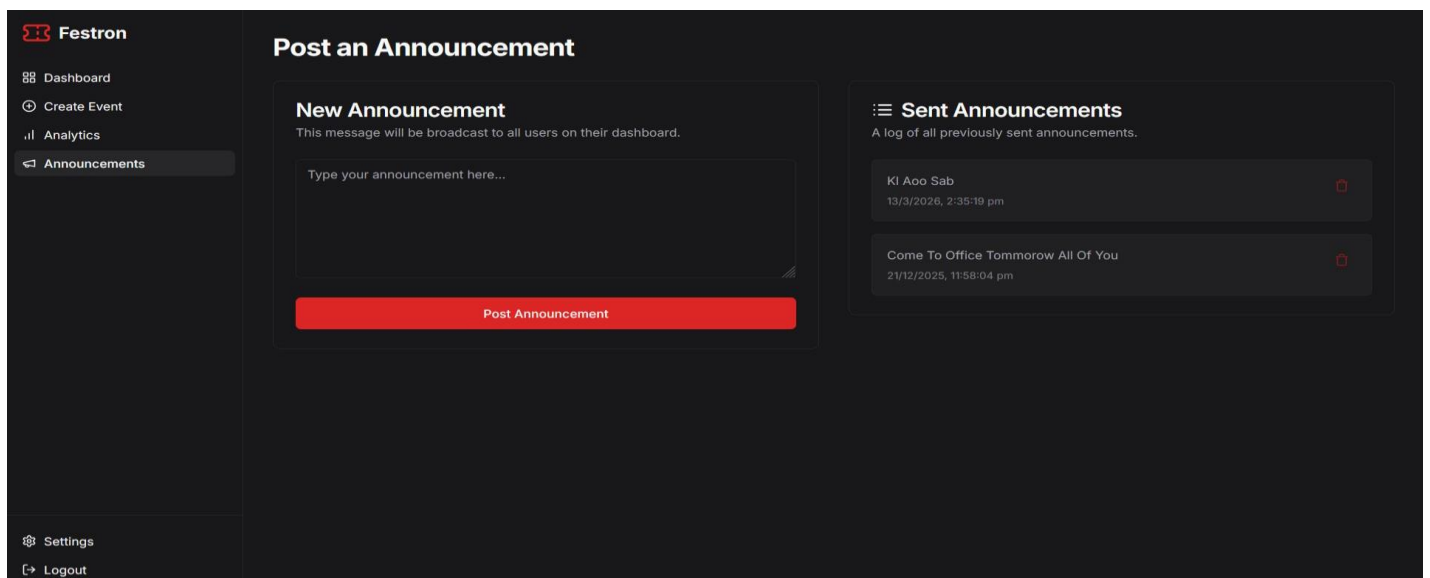 Festron
Dashboard
Create Event
Analytics
Announcements
Settings
Logout
Post an Announcement
New Announcement
This message will be broadcast to all users on their dashboard.
Type your announcement here...
Post Announcement
Sent Announcements
A log of all previously sent announcements.
KI Aoo Sab
13/3/2026, 2:35:19 pm
Come To Office Tommorow All Of You
21/12/2025, 11:58:04 pm